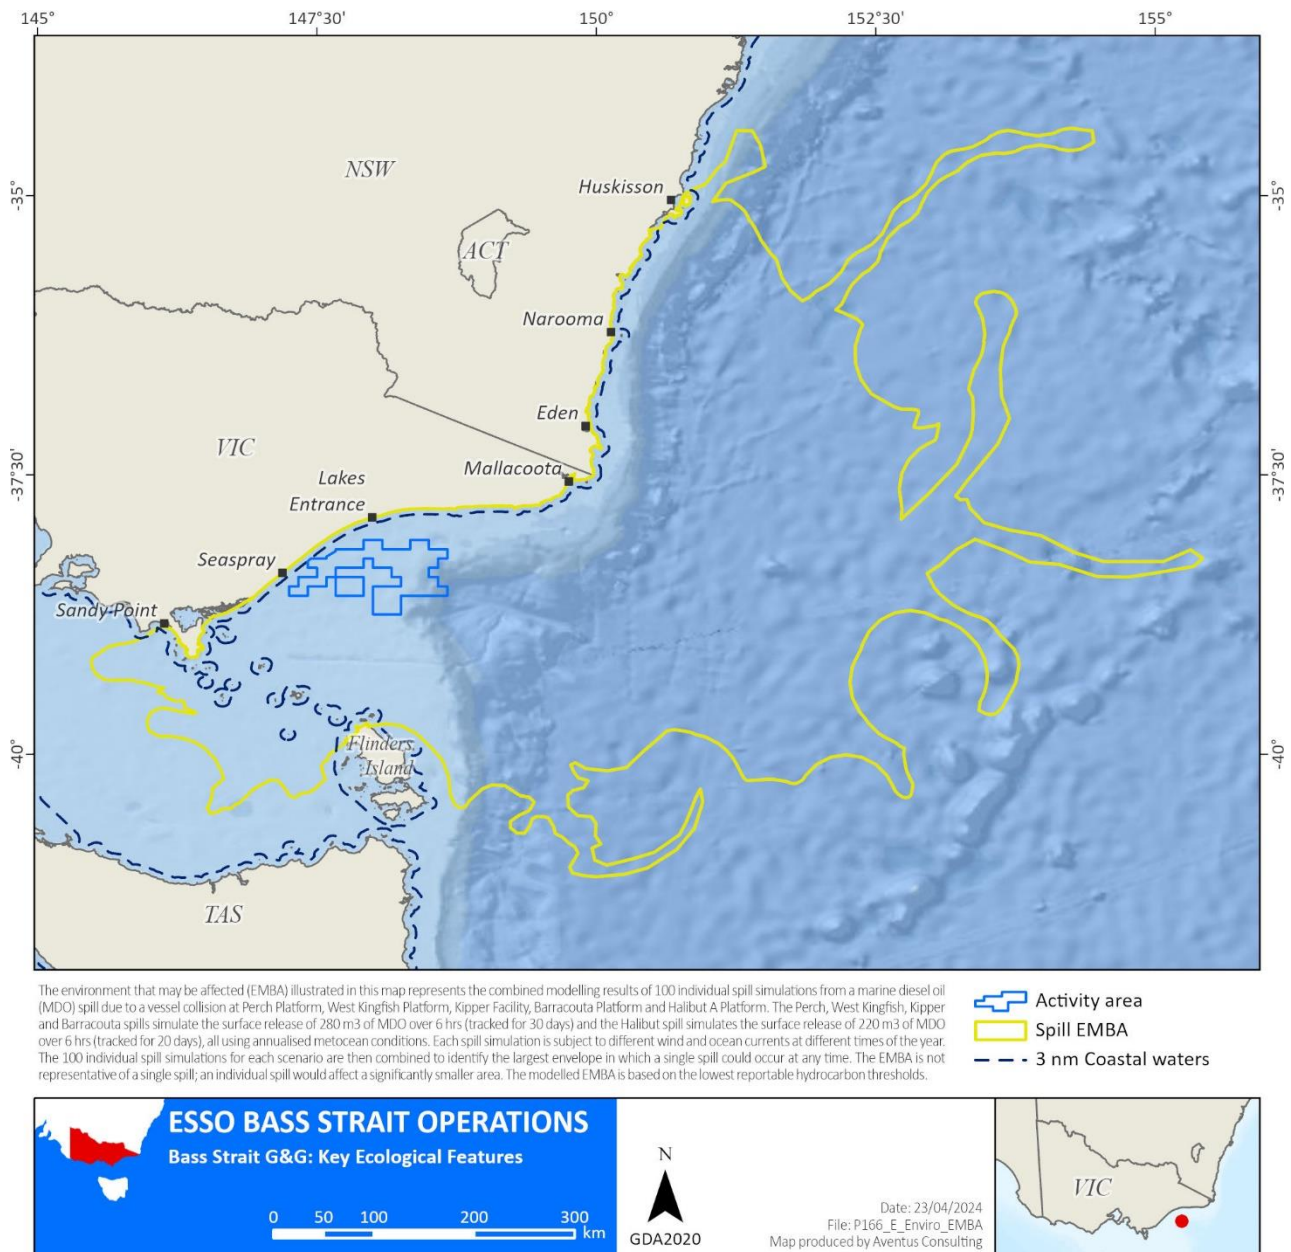 145°
147°30'
150°
152°30'
155°
NSW
-35°
-35°
Huskisson
ACT
Narooma
Eden
VIC
Mallacoota
-37°30'
-37°30'
Lakes
Entrance
Seaspray
Sandy Point
-40°
-40°
Flinders
Island
TAS
The environment that may be affected (EMBA) illustrated in this map represents the combined modelling results of 100 individual spill simulations from a marine diesel oil
(MDO) spill due to a vessel collision at Perch Platform, West Kingfish Platform, Kipper Facility, Barracouta Platform and Halibut A Platform. The Perch, West Kingfish, Kipper
and Barracouta spills simulate the surface release of 280 m3 of MDO over 6 hrs (tracked for 30 days) and the Halibut spill simulates the surface release of 220 m3 of MDO
over 6 hrs (tracked for 20 days), all using annualised metocean conditions. Each spill simulation is subject to different wind and ocean currents at different times of the year.
The 100 individual spill simulations for each scenario are then combined to identify the largest envelope in which a single spill could occur at any time. The EMBA is not
representative of a single spill; an individual spill would affect a significantly smaller area. The modelled EMBA is based on the lowest reportable hydrocarbon thresholds.
Activity area
Spill EMBA
3 nm Coastal waters
ESSO BASS STRAIT OPERATIONS
Bass Strait G&G: Key Ecological Features
0 50 100 200 300
km
N
GDA2020
Date: 23/04/2024
File: P166_E_Enviro_EMBA
Map produced by Aventus Consulting
VIC